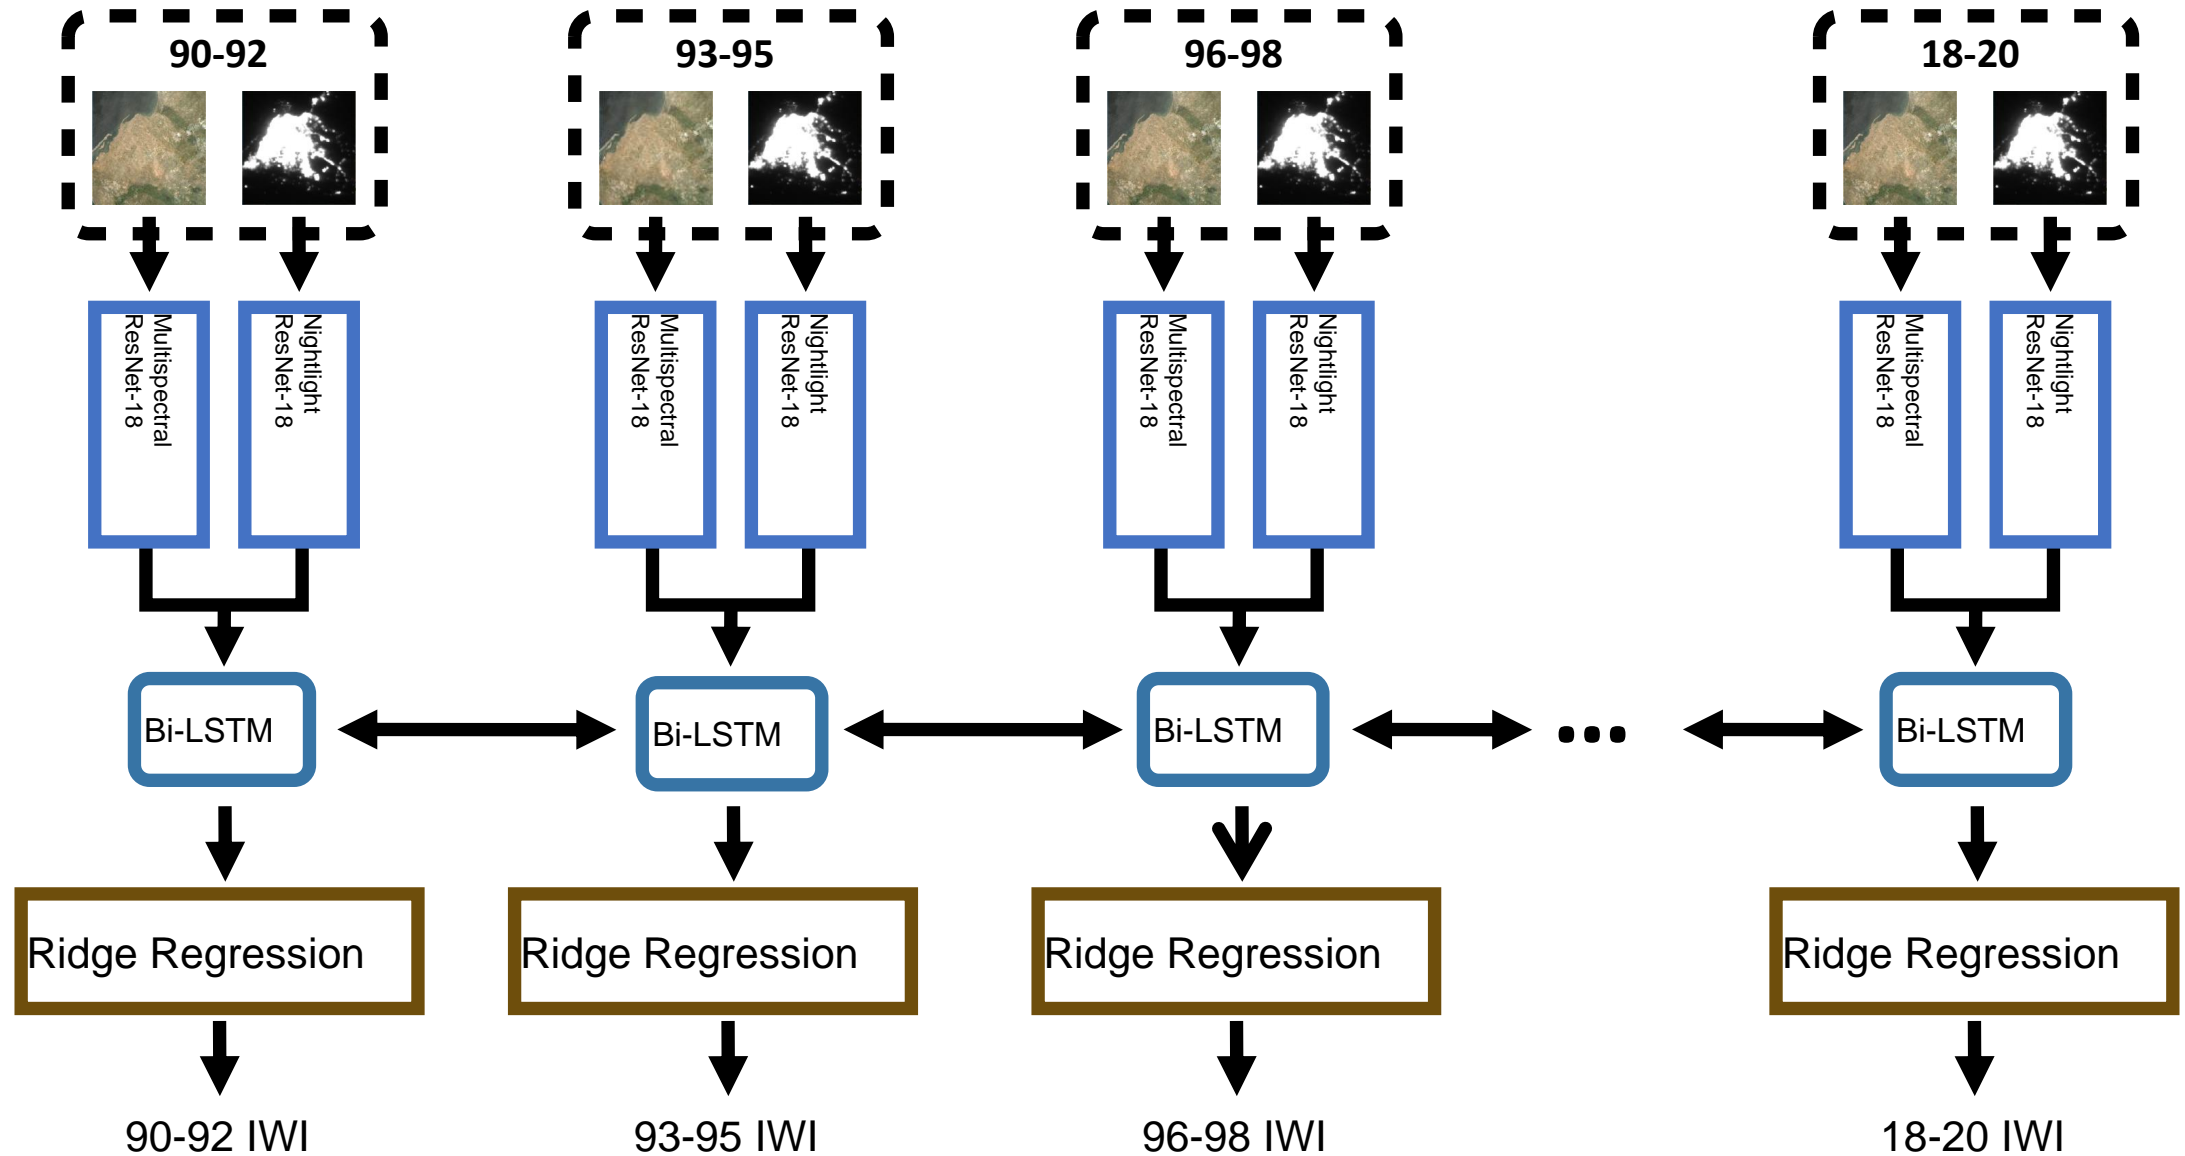 90-92
93-95
96-98
18-20
Multispectral
ResNet-18
Nightlight
ResNet-18
Multispectral
ResNet-18
Nightlight
ResNet-18
Multispectral
ResNet-18
Nightlight
ResNet-18
Multispectral
ResNet-18
Nightlight
ResNet-18
Bi-LSTM
Bi-LSTM
Bi-LSTM
...
Bi-LSTM
Ridge Regression
Ridge Regression
Ridge Regression
Ridge Regression
90-92 IWI
93-95 IWI
96-98 IWI
18-20 IWI